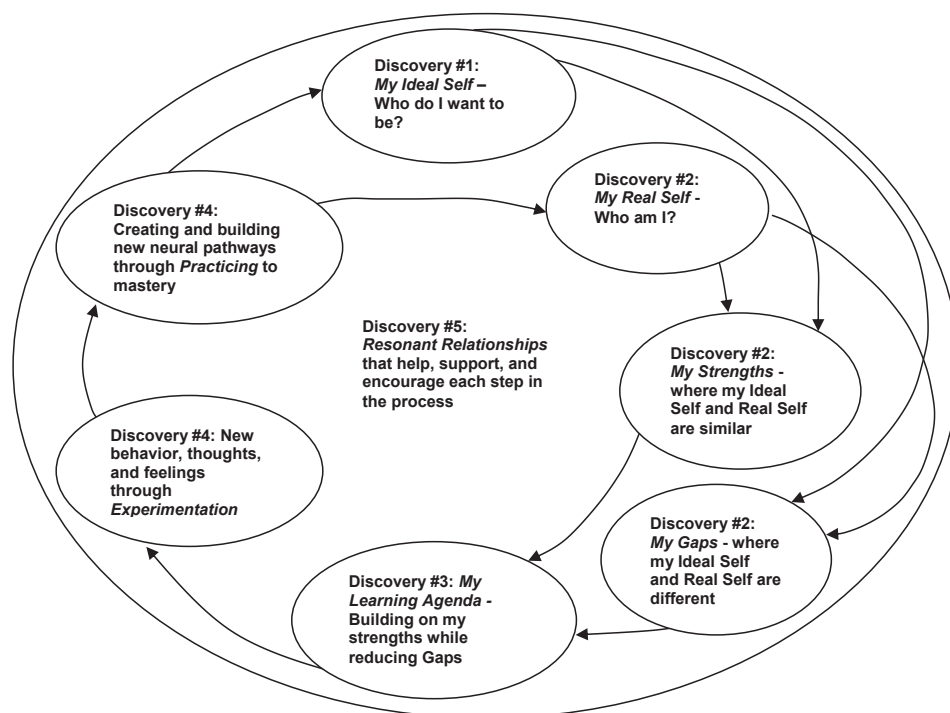 Discovery #1:
My Ideal Self –
Who do I want to
be?
Discovery #2:
My Real Self -
Who am I?
Discovery #4:
Creating and building
new neural pathways
through Practicing to
mastery
Discovery #5:
Resonant Relationships
that help, support, and
encourage each step in
the process
Discovery #2:
My Strengths -
where my Ideal
Self and Real Self
are similar
Discovery #4: New
behavior, thoughts,
and feelings
through
Experimentation
Discovery #2:
My Gaps - where
my Ideal Self
and Real Self are
different
Discovery #3: My
Learning Agenda -
Building on my
strengths while
reducing Gaps